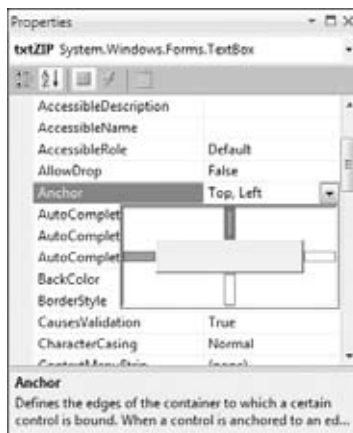 Properties
txtZIP System.Windows.Forms.TextBox
AccessibleDescription
AccessibleName
AccessibleRole Default
AllowDrop False
Anchor Top, Left
AutoComplet
AutoComplet
AutoComplet
BackColor
BorderStyle
CausesValidation True
CharacterCasing Normal
ContextMenuStrip (none)
Anchor
Defines the edges of the container to which a certain
control is bound. When a control is anchored to an ed...